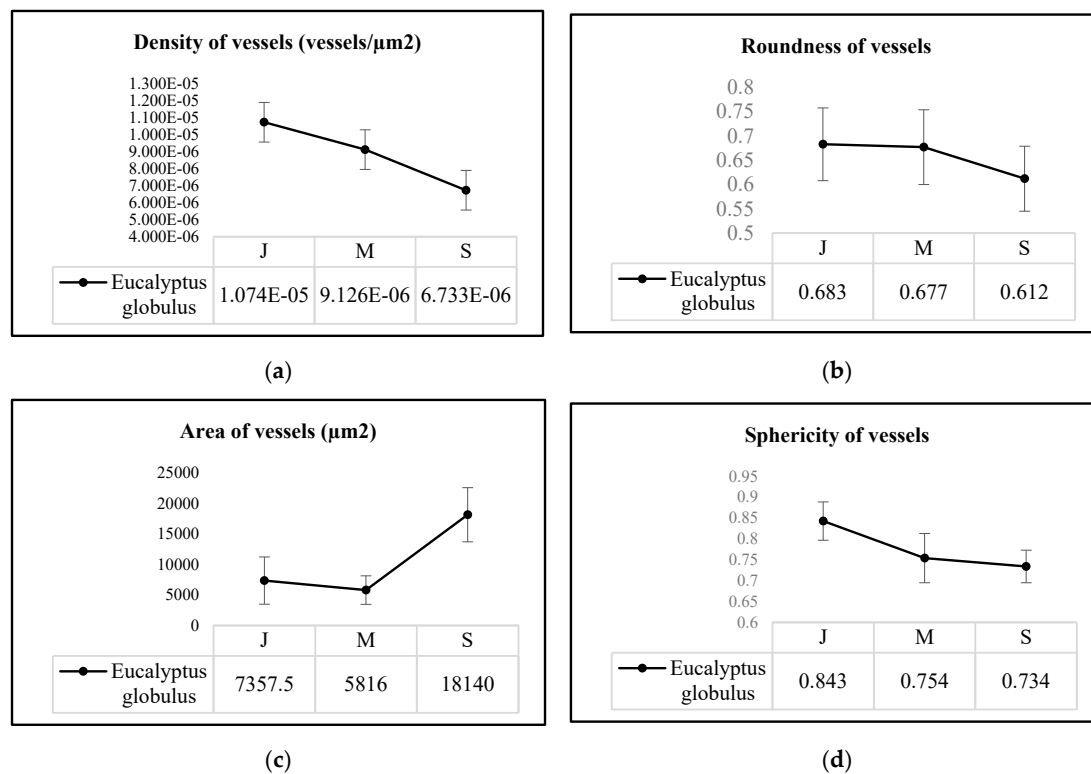 Density of vessels (vessels/µm2)
1.300E-05
1.200E-05
1.100E-05
1.000E-05
9.000E-06
8.000E-06
7.000E-06
6.000E-06
5.000E-06
4.000E-06
J M S
Eucalyptus
globulus
1.074E-05 9.126E-06 6.733E-06
(a)
Roundness of vessels
0.8
0.75
0.7
0.65
0.6
0.55
0.5
J M S
Eucalyptus
globulus
0.683 0.677 0.612
(b)
Area of vessels (µm2)
25000
20000
15000
10000
5000
0
J M S
Eucalyptus
globulus
7357.5 5816 18140
(c)
Sphericity of vessels
0.95
0.9
0.85
0.8
0.75
0.7
0.65
0.6
J M S
Eucalyptus
globulus
0.843 0.754 0.734
(d)